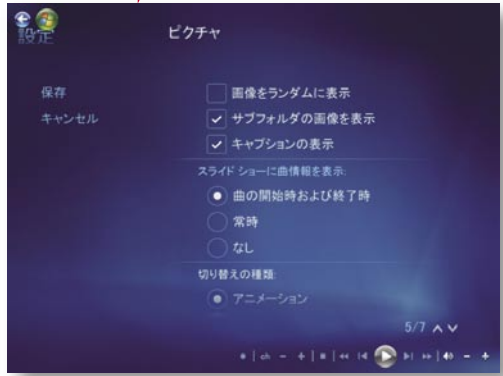 設定
ピクチャ
保存
キャンセル
画像をランダムに表示
サブフォルダの画像を表示
キャプションの表示
スライド ショーに曲情報を表示:
曲の開始時および終了時
常時
なし
切り替えの種類:
アニメーション
5/7
ch